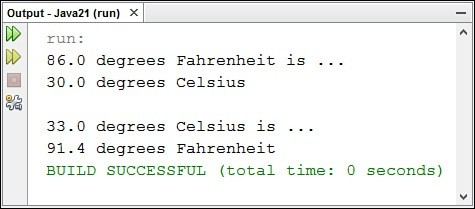 Output - Java21 (run)
run:
86.0 degrees Fahrenheit is ...
30.0 degrees Celsius
33.0 degrees Celsius is ...
91.4 degrees Fahrenheit
BUILD SUCCESSFUL (total time: 0 seconds)